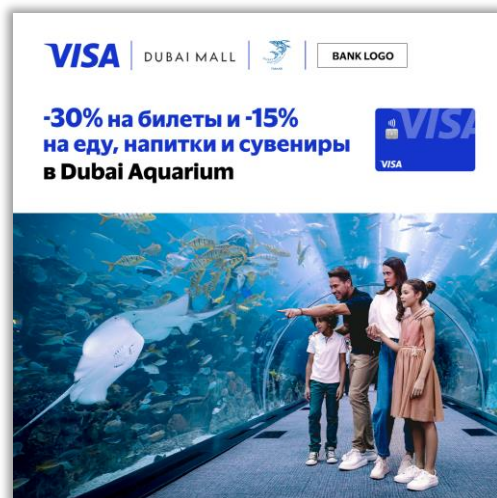 VISA
DUBAI MALL
BANK LOGO
-30% на билеты и -15%
на еду, напитки и сувениры
в Dubai Aquarium
VISA
VISA